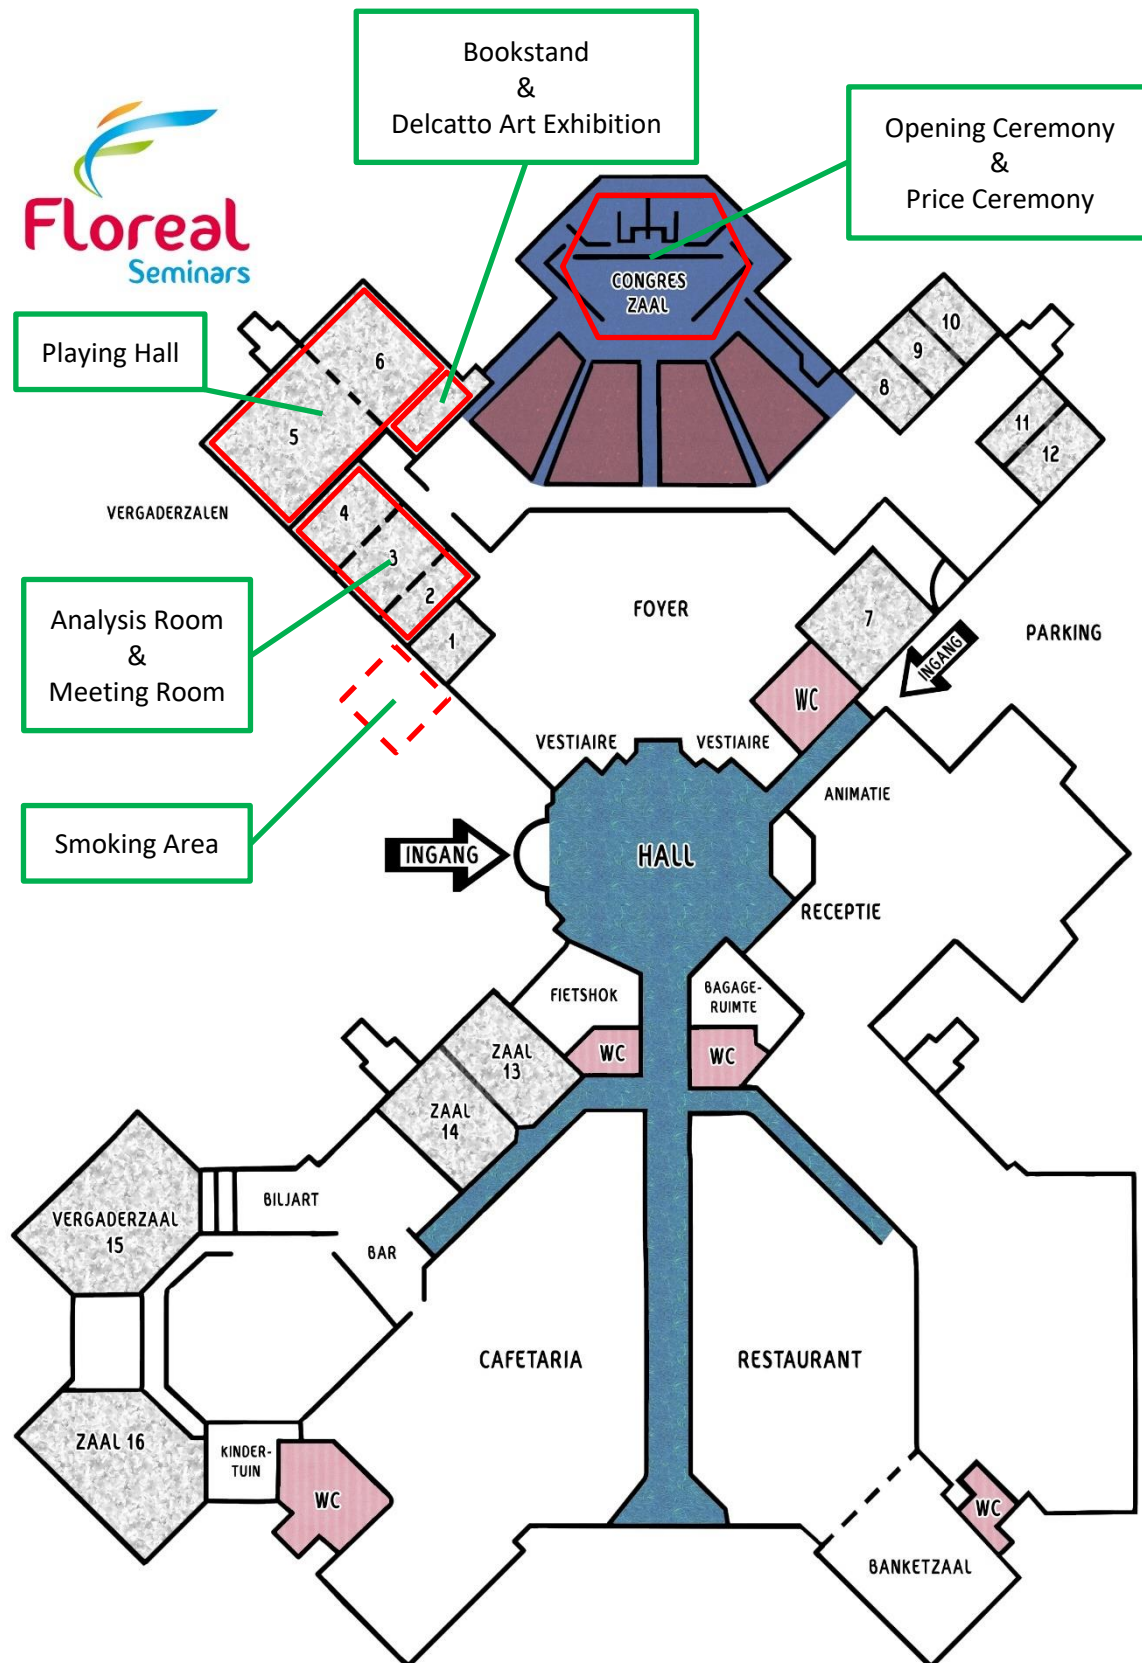 Bookstand
&
Delcatto Art Exhibition
Opening Ceremony
&
Price Ceremony
Floreal
Seminars
CONGRES
ZAAL
Playing Hall
10
9
8
6
5
11
12
VERGADERZALEN
4
3
2
1
FOYER
7
PARKING
INGANG
Analysis Room
&
Meeting Room
WC
VESTIAIRE
VESTIAIRE
ANIMATIE
Smoking Area
INGANG
HALL
RECEPTIE
FIETSHOK
BAGAGE-
RUIMTE
WC
WC
ZAAL
13
ZAAL
14
BILJART
VERGADERZAAL
15
BAR
CAFETARIA
RESTAURANT
ZAAL 16
KINDER-
TUIN
WC
WC
BANKETZAAL